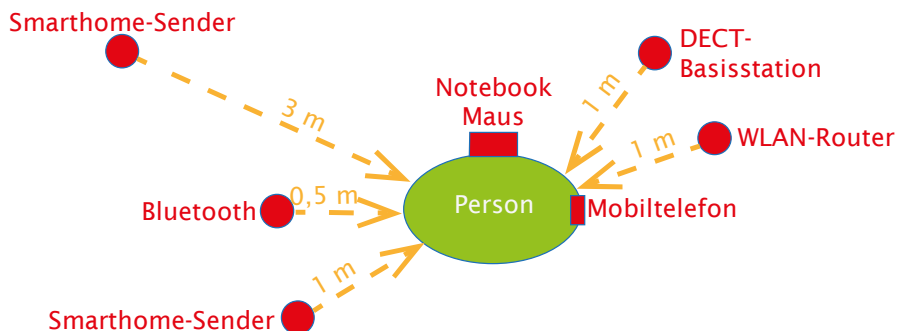 Smarthome-Sender
DECT-
Basisstation
Notebook
Maus
3 m
1 m
1 m
WLAN-Router
0,5 m
Bluetooth
Person
Mobiltelefon
1 m
Smarthome-Sender